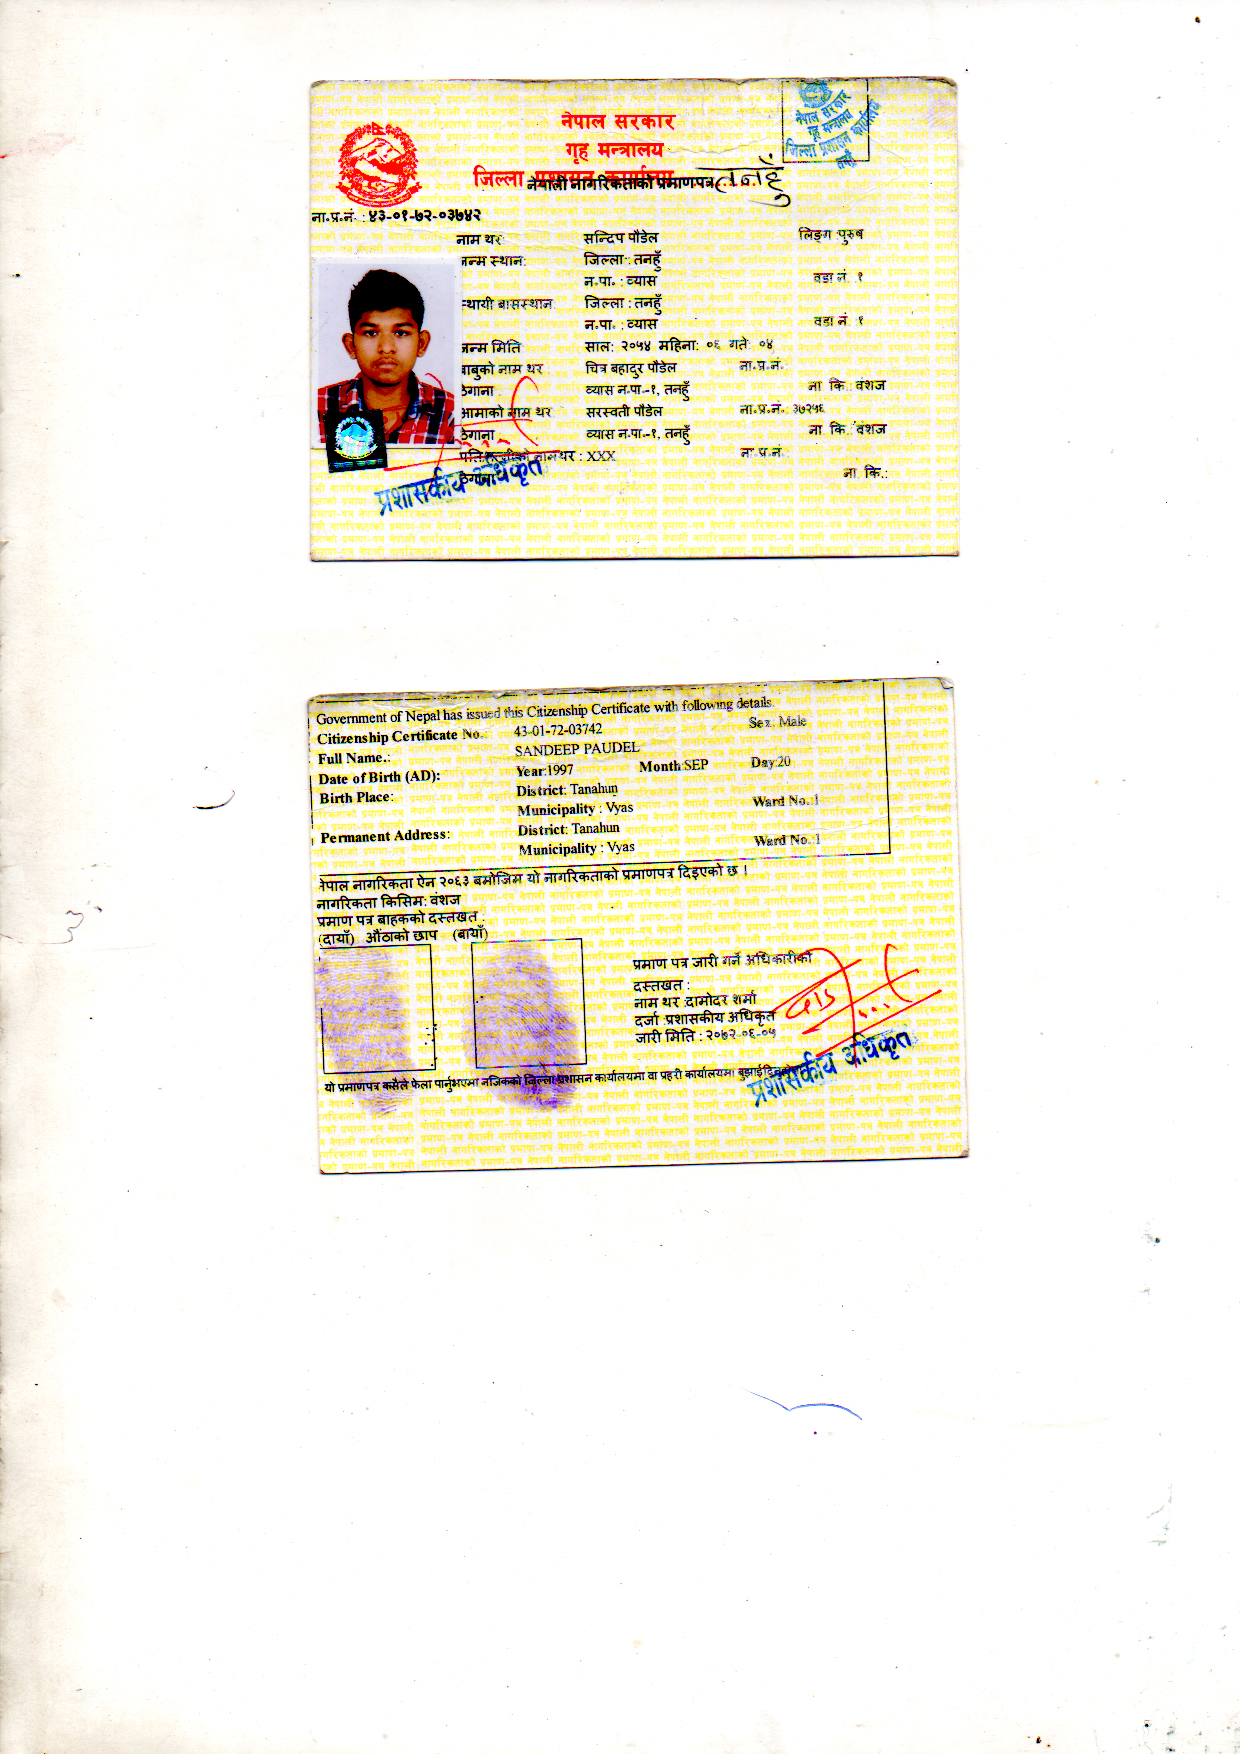 नेपाल सरकार
गृह मन्त्रालय
जिल्ला प्रशासन कार्यालय, तनहुँ
नेपाली नागरिकताको प्रमाणपत्र
नेपाल सरकार
गृह मन्त्रालय
जिल्ला प्रशासन कार्यालय
तनहुँ
ना.प्र.नं. : ४३-०१-७२-०३७४२
नाम थर: सन्दिप पौडेल लिङ्ग :पुरुष
जन्म स्थान: जिल्ला : तनहुँ
न.पा. : व्यास वडा नं. १
स्थायी बासस्थान जिल्ला : तनहुँ
न.पा. : व्यास वडा नं १
जन्म मिति साल: २०५४ महिना: ०६ गते: ०४
बाबुको नाम थर चित्र बहादुर पौडेल ना.प्र.नं.
ठेगाना व्यास न.पा.-१, तनहुँ ना कि.: वंशज
आमाको नाम थर सरस्वती पौडेल ना.प्र.नं. ३७२५६
ठेगाना व्यास न.पा-१, तनहुँ ना कि.: वंशज
नाम थर : XXX ना.प्र.नं.
ठेगाना ना कि.:
प्रशासकीय अधिकृत
Government of Nepal has issued this Citizenship Certificate with following details.
Citizenship Certificate No.: 43-01-72-03742 Sex: Male
Full Name.: SANDEEP PAUDEL
Date of Birth (AD): Year:1997 Month:SEP Day:20
Birth Place: District: Tanahun
Municipality : Vyas Ward No.:1
Permanent Address: District: Tanahun
Municipality : Vyas Ward No.:1
नेपाल नागरिकता ऐन २०६३ बमोजिम यो नागरिकताको प्रमाणपत्र दिइएको छ ।
नागरिकता किसिम: वंशज
प्रमाण पत्र बाहकको दस्तखत :
(दायाँ) औंठाको छाप (बायाँ)
प्रमाण पत्र जारी गर्ने अधिकारीको
दस्तखत :
नाम थर :दामोदर शर्मा
दर्जा :प्रशासकीय अधिकृत
जारी मिति : २०७२-०६-०५
प्रशासकीय अधिकृत
यो प्रमाणपत्र कसैले फेला पार्नुभएमा नजिकको जिल्ला प्रशासन कार्यालयमा वा प्रहरी कार्यालयमा